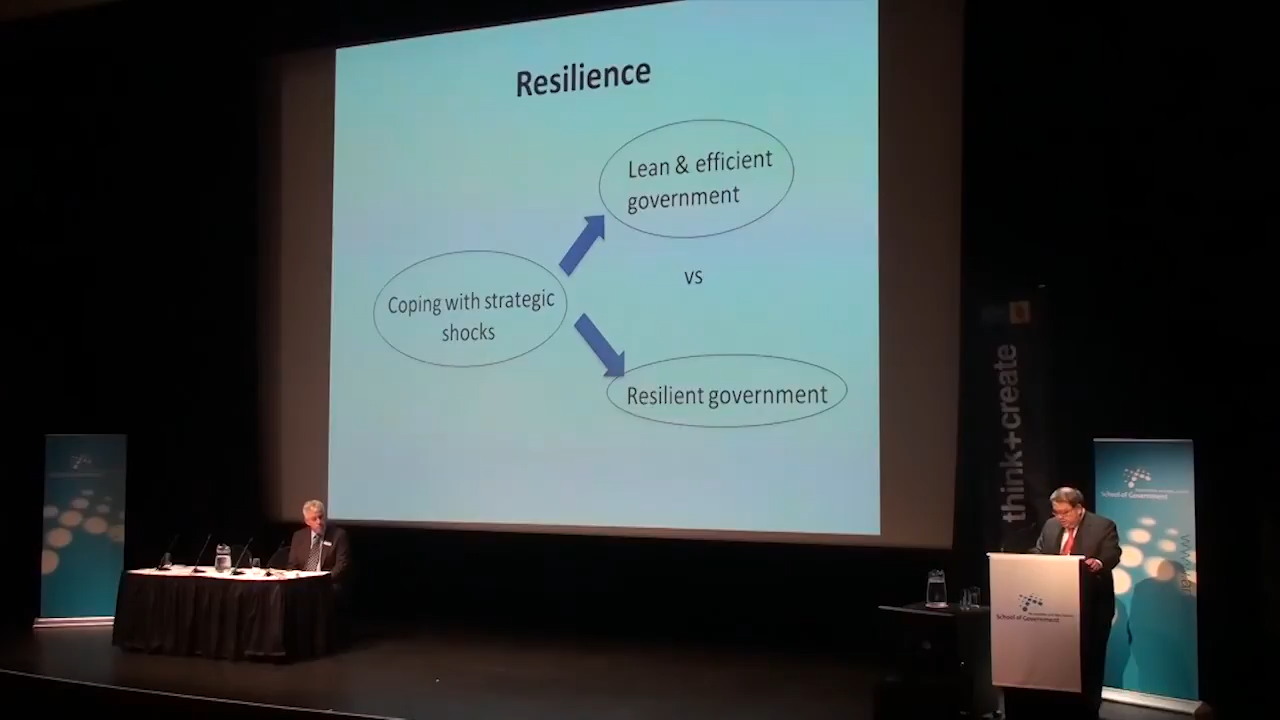 Resilience
Lean & efficient
government
vs
Coping with strategic
shocks
Resilient government
think+create
School of Government
School of Government